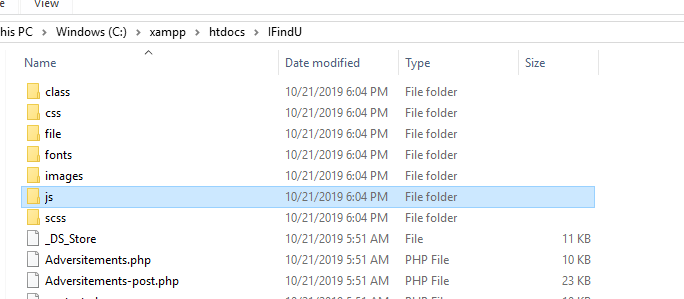 View
his PC > Windows (C:) > xampp > htdocs > IFindU
Name Date modified Type Size
class 10/21/2019 6:04 PM File folder
css 10/21/2019 6:04 PM File folder
file 10/21/2019 6:04 PM File folder
fonts 10/21/2019 6:04 PM File folder
images 10/21/2019 6:04 PM File folder
js 10/21/2019 6:04 PM File folder
scss 10/21/2019 6:04 PM File folder
_DS_Store 10/21/2019 5:51 AM File 11 KB
Adversitements.php 10/21/2019 5:51 AM PHP File 10 KB
Adversitements-post.php 10/21/2019 5:51 AM PHP File 23 KB